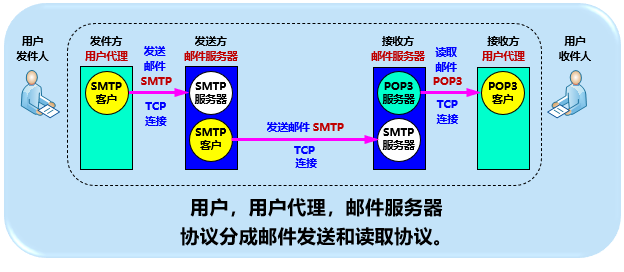 用户
发件人
发件方
用户代理
发送
邮件
SMTP
TCP
连接
发送方
邮件服务器
接收方
邮件服务器
读取
邮件
POP3
TCP
连接
接收方
用户代理
用户
收件人
SMTP
客户
SMTP
服务器
SMTP
客户
发送邮件 SMTP
TCP
连接
POP3
服务器
SMTP
服务器
POP3
客户
用户，用户代理，邮件服务器
协议分成邮件发送和读取协议。